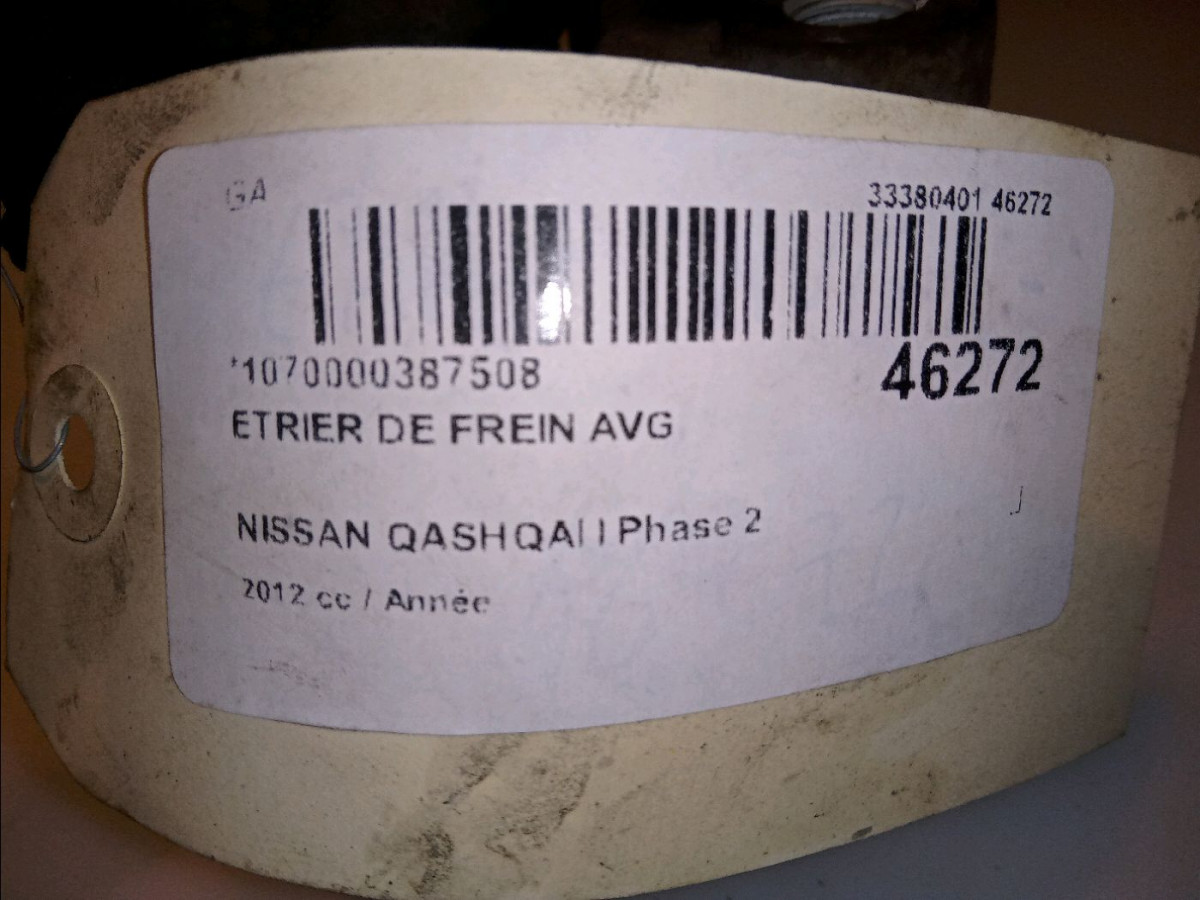 GA
33380401 46272
*1070000387508
46272
ETRIER DE FREIN AVG
NISSAN QASHQAI I Phase 2
2012 cc / Année